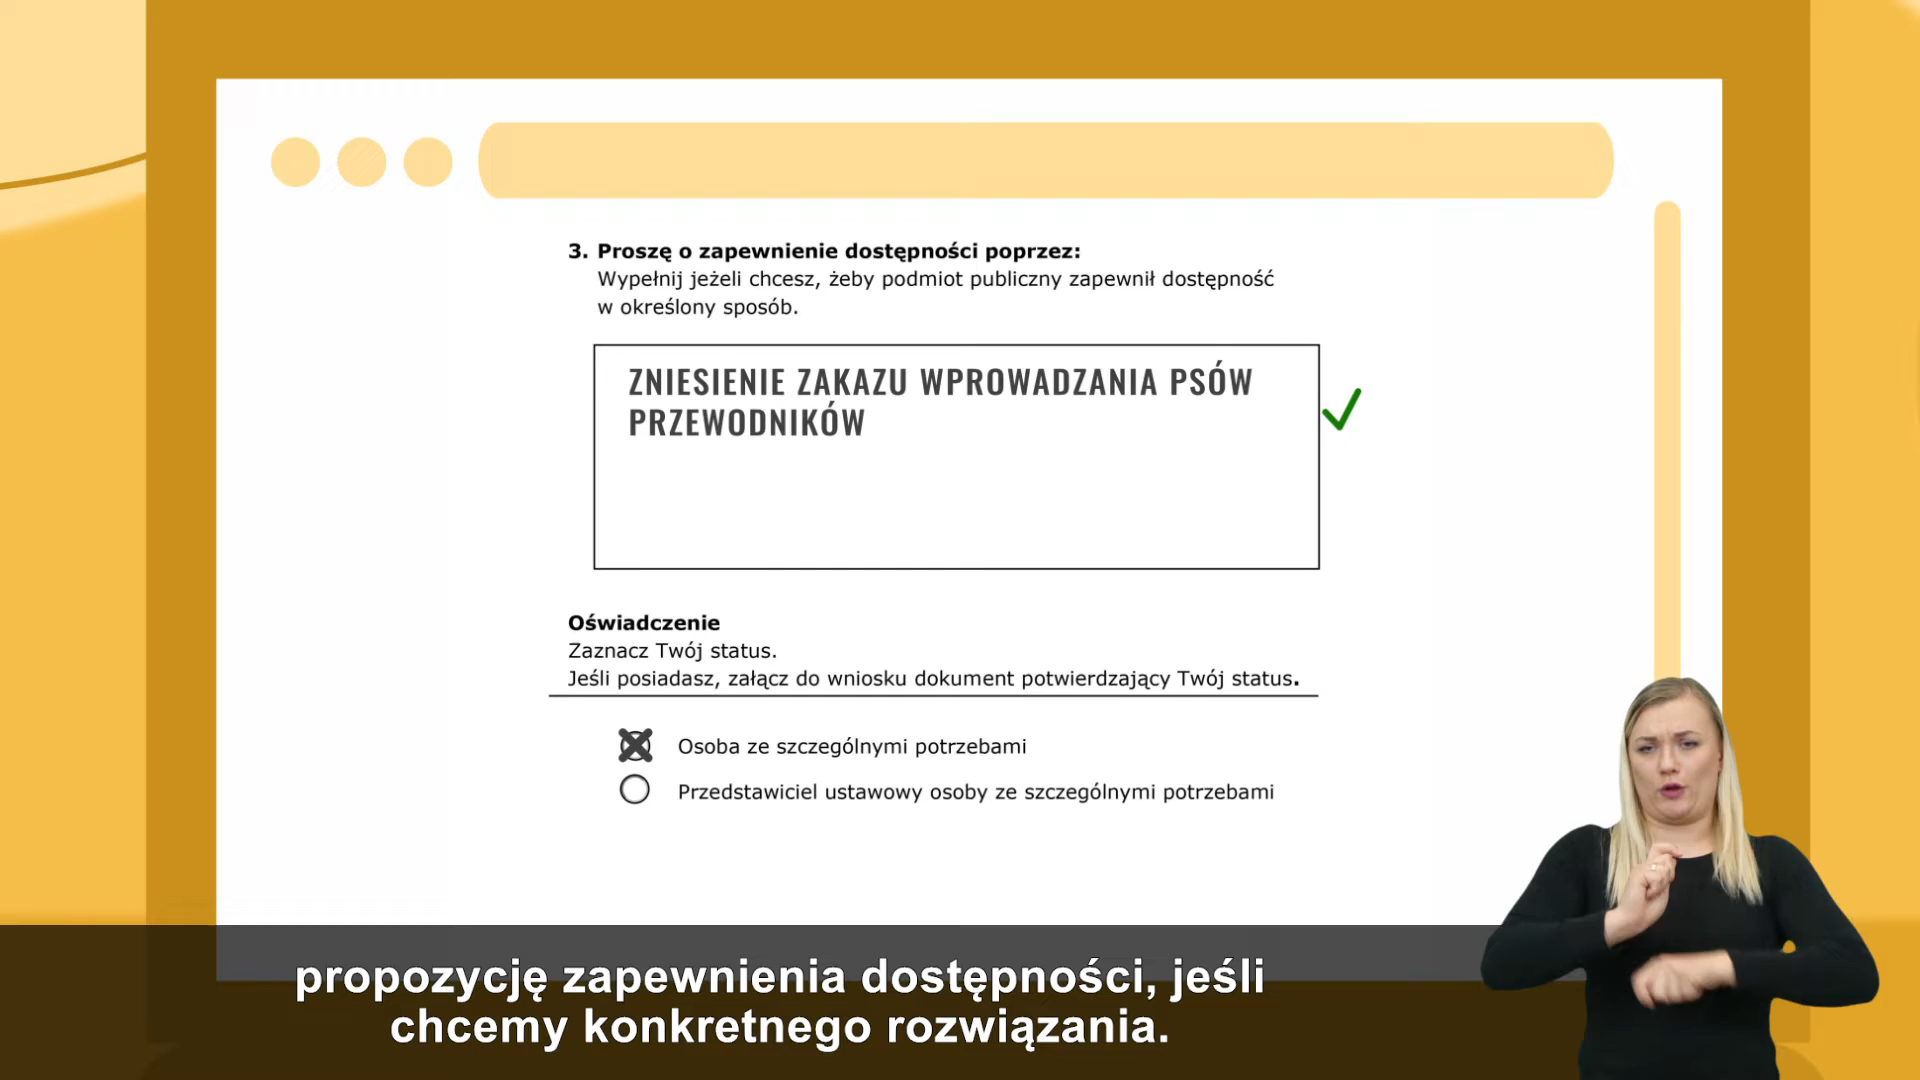 3. Proszę o zapewnienie dostępności poprzez:
Wypełnij jeżeli chcesz, żeby podmiot publiczny zapewnił dostępność
w określony sposób.
ZNIESIENIE ZAKAZU WPROWADZANIA PSÓW
PRZEWODNIKÓW
Oświadczenie
Zaznacz Twój status.
Jeśli posiadasz, załącz do wniosku dokument potwierdzający Twój status.
Osoba ze szczególnymi potrzebami
Przedstawiciel ustawowy osoby ze szczególnymi potrzebami
propozycję zapewnienia dostępności, jeśli
chcemy konkretnego rozwiązania.